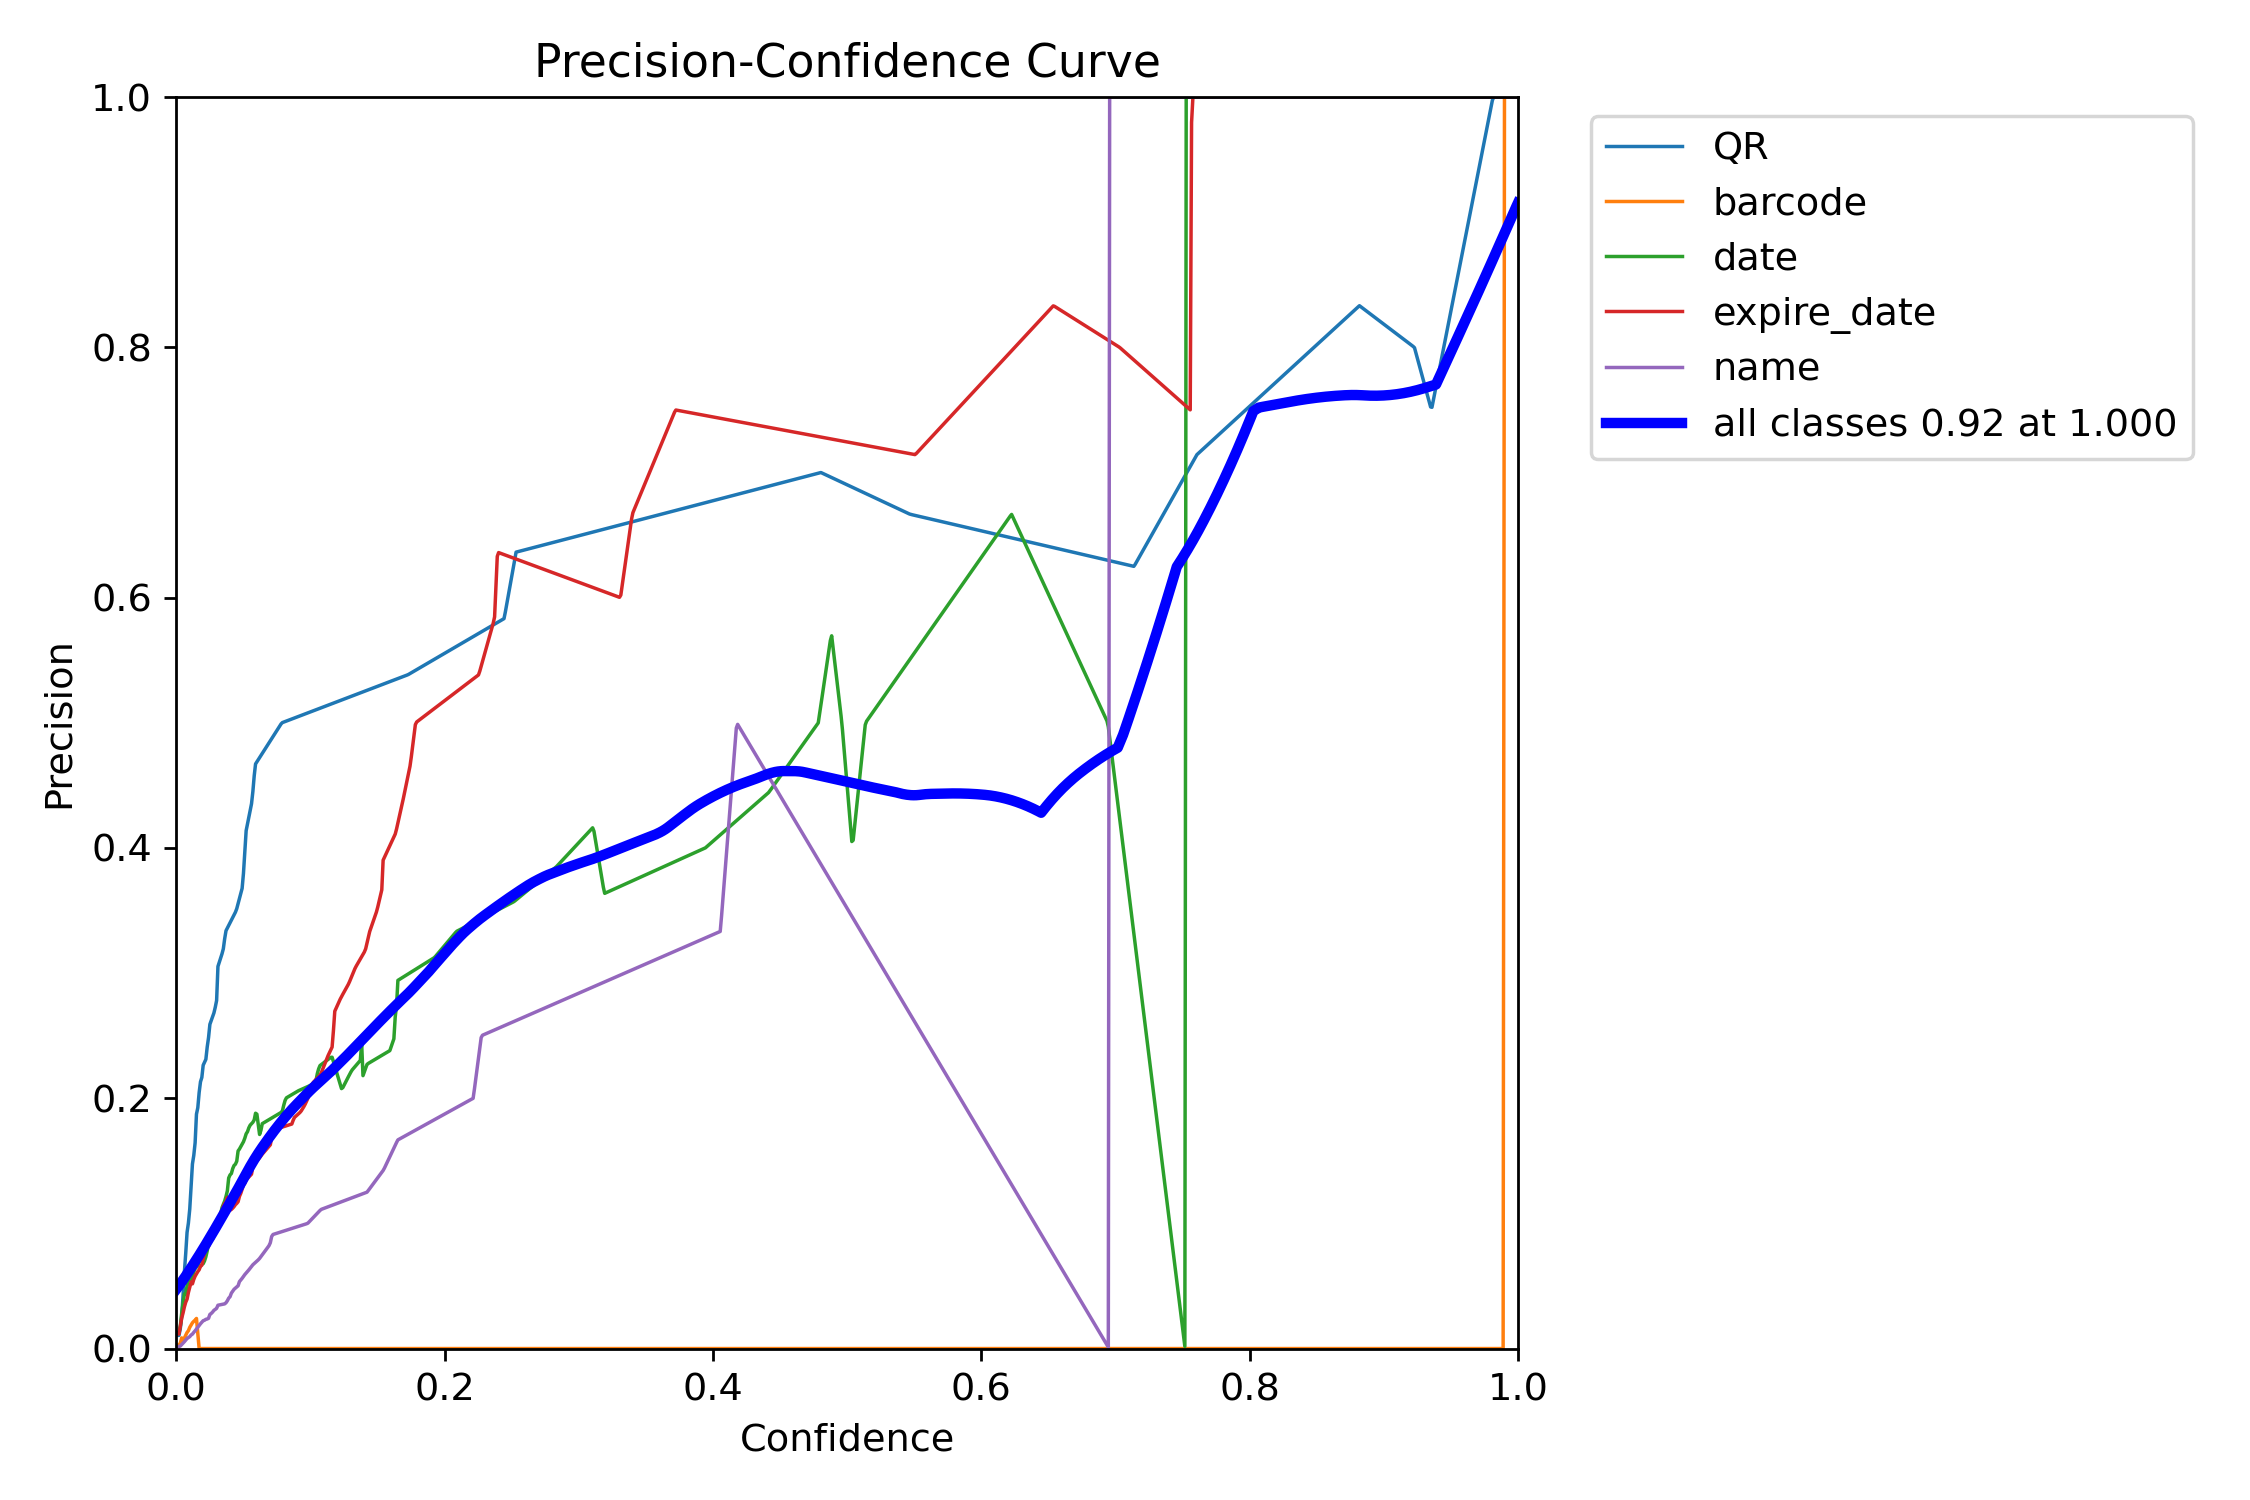 Precision-Confidence Curve
1.0
0.8
0.6
0.4
0.2
0.0
Precision
0.0 0.2 0.4 0.6 0.8 1.0
Confidence
QR
barcode
date
expire_date
name
all classes 0.92 at 1.000